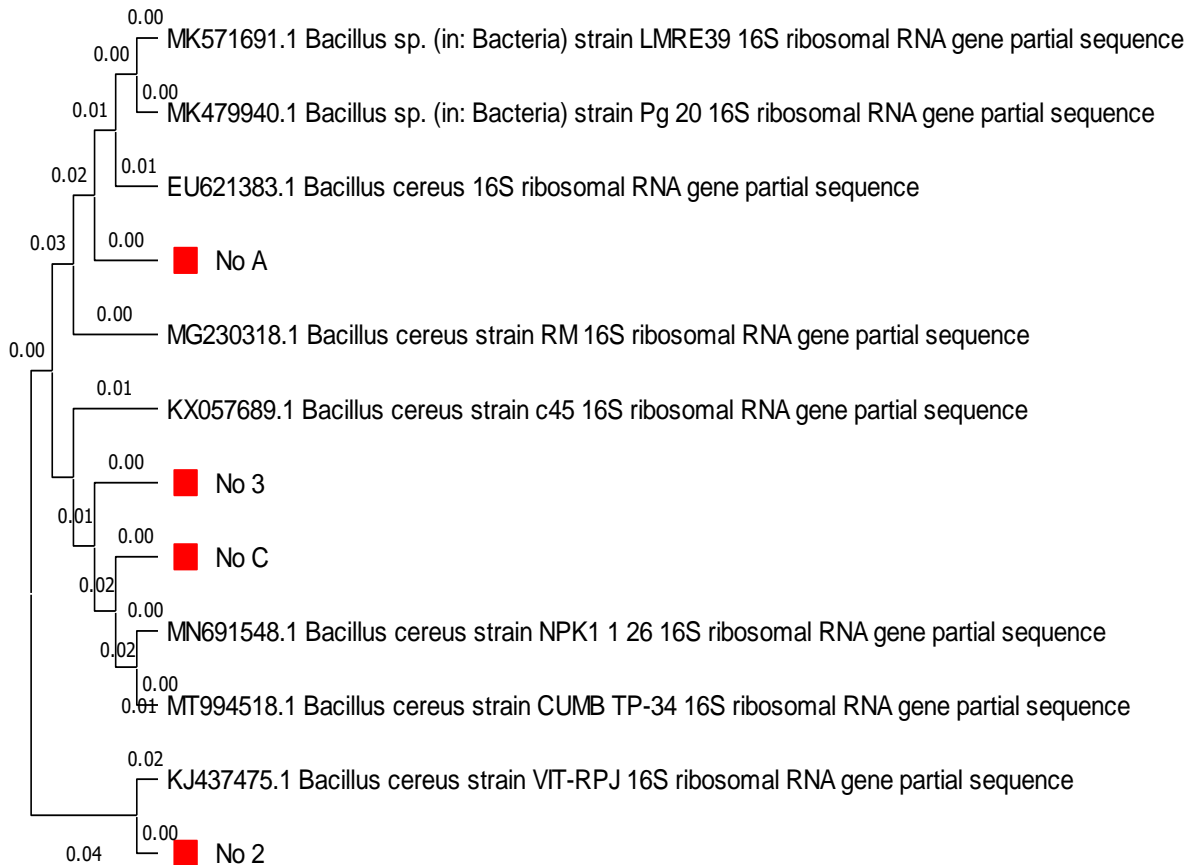 0.00
MK571691.1 Bacillus sp. (in: Bacteria) strain LMRE39 16S ribosomal RNA gene partial sequence
0.00
0.00
MK479940.1 Bacillus sp. (in: Bacteria) strain Pg 20 16S ribosomal RNA gene partial sequence
0.01
0.01
EU621383.1 Bacillus cereus 16S ribosomal RNA gene partial sequence
0.02
0.00
No A
0.03
0.00
MG230318.1 Bacillus cereus strain RM 16S ribosomal RNA gene partial sequence
0.00
0.01
KX057689.1 Bacillus cereus strain c45 16S ribosomal RNA gene partial sequence
0.00
No 3
0.01
0.00
No C
0.02
0.00
MN691548.1 Bacillus cereus strain NPK1 1 26 16S ribosomal RNA gene partial sequence
0.02
0.00
0.01
MT994518.1 Bacillus cereus strain CUMB TP-34 16S ribosomal RNA gene partial sequence
0.02
KJ437475.1 Bacillus cereus strain VIT-RPJ 16S ribosomal RNA gene partial sequence
0.00
No 2
0.04